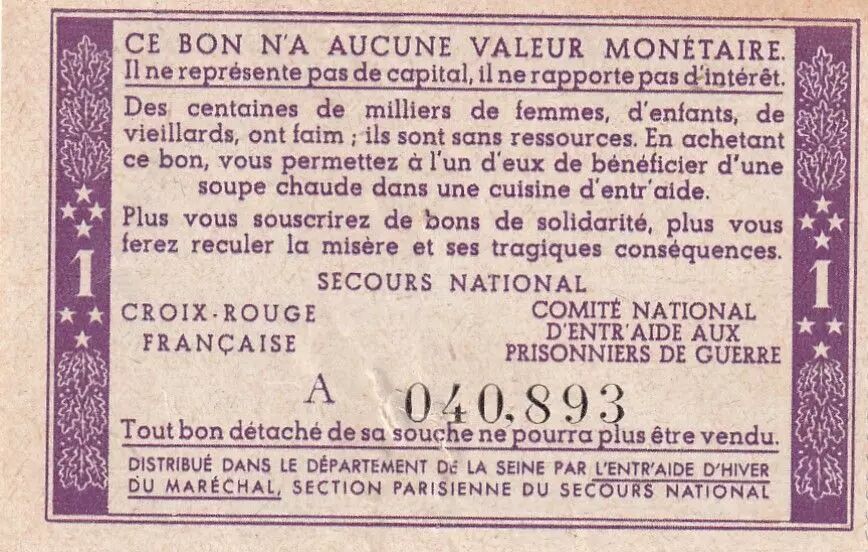 CE BON N'A AUCUNE VALEUR MONÉTAIRE.
Il ne représente pas de capital, il ne rapporte pas d'intérêt.
Des centaines de milliers de femmes, d'enfants, de
vieillards, ont faim ; ils sont sans ressources. En achetant
ce bon, vous permettez à l'un d'eux de bénéficier d'une
soupe chaude dans une cuisine d'entr'aide.
Plus vous souscrirez de bons de solidarité, plus vous
ferez reculer la misère et ses tragiques conséquences.
1
1
SECOURS NATIONAL
CROIX-ROUGE
FRANÇAISE
COMITÉ NATIONAL
D'ENTR'AIDE AUX
PRISONNIERS DE GUERRE
A 040,893
Tout bon détaché de sa souche ne pourra plus être vendu.
DISTRIBUÉ DANS LE DÉPARTEMENT DE LA SEINE PAR L'ENTR'AIDE D'HIVER
DU MARÉCHAL, SECTION PARISIENNE DU SECOURS NATIONAL